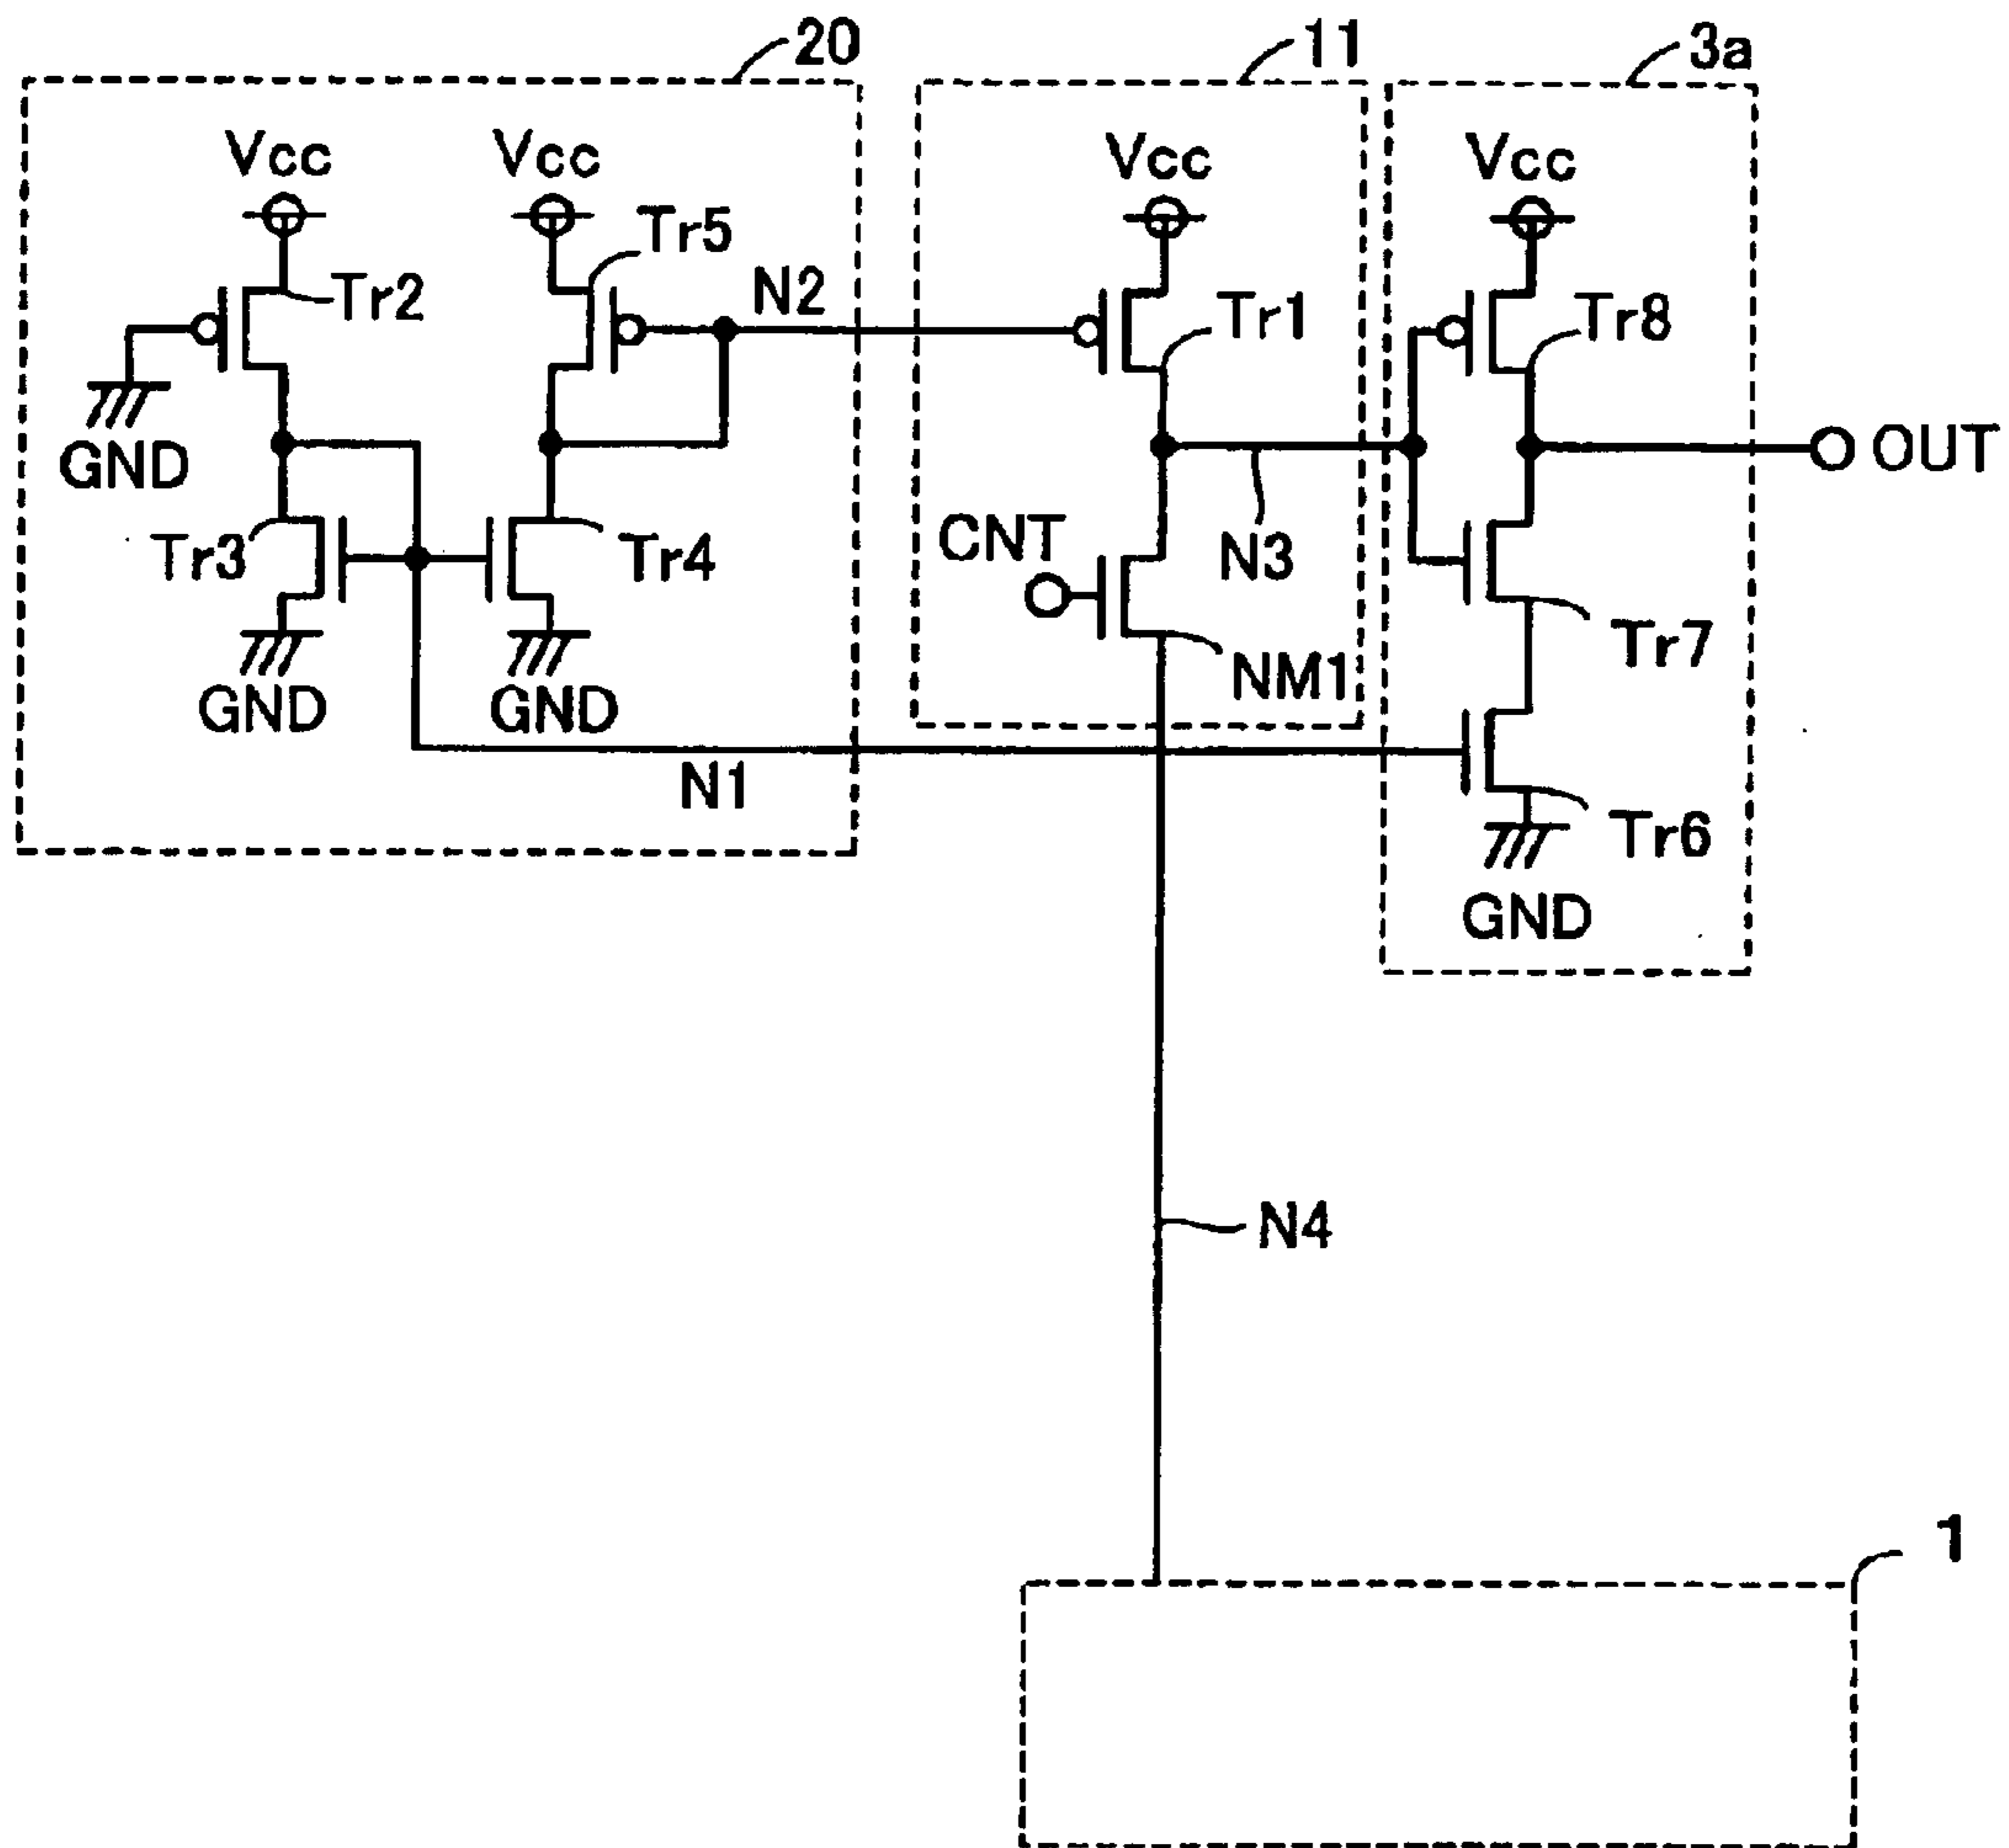 20
11
3a
Vcc
Vcc
Vcc
Vcc
Tr5
N2
Tr2
Tr1
Tr8
GND
OUT
CNT
Tr3
Tr4
N3
Tr7
NM1
GND
GND
N1
Tr6
GND
N4
1